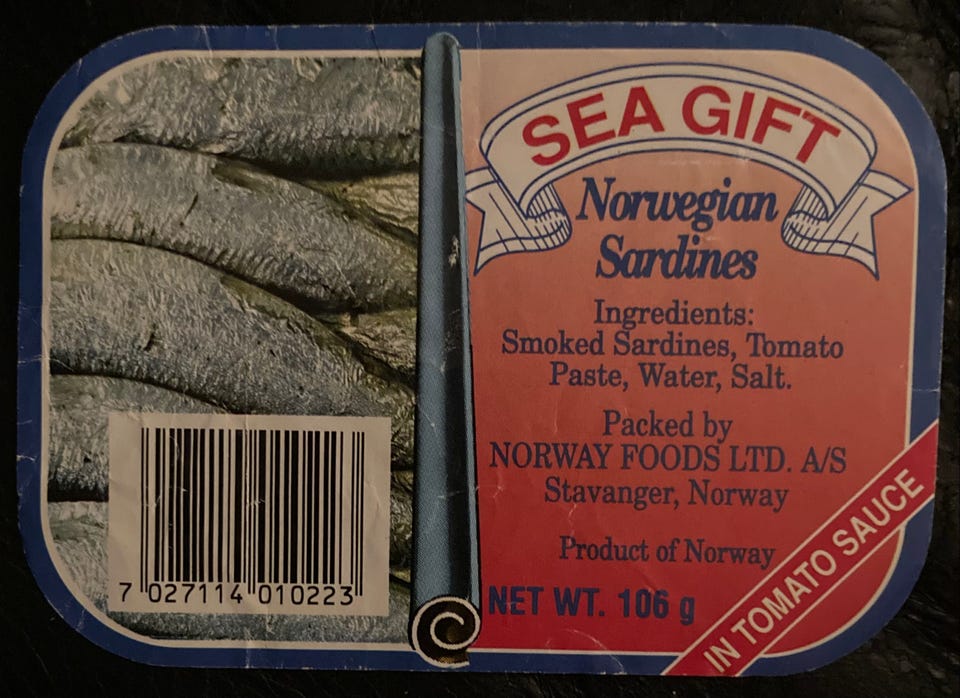 SEA GIFT
Norwegian
Sardines
Ingredients:
Smoked Sardines, Tomato
Paste, Water, Salt.
Packed by
NORWAY FOODS LTD. A/S
Stavanger, Norway
Product of Norway
NET WT. 106 g
IN TOMATO SAUCE
7 027114 010223